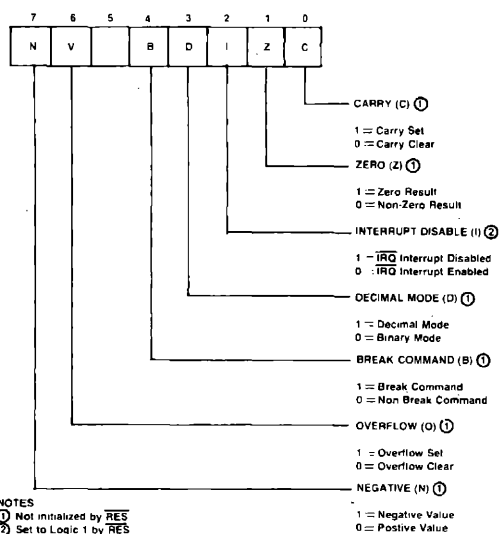 7 6 5 4 3 2 1 0
N V B D I Z C
CARRY (C) ①
1 = Carry Set
0 = Carry Clear
ZERO (Z) ①
1 = Zero Result
0 = Non-Zero Result
INTERRUPT DISABLE (I) ②
1 = IRQ Interrupt Disabled
0 = IRQ Interrupt Enabled
DECIMAL MODE (D) ①
1 = Decimal Mode
0 = Binary Mode
BREAK COMMAND (B) ①
1 = Break Command
0 = Non Break Command
OVERFLOW (O) ①
1 = Overflow Set
0 = Overflow Clear
NEGATIVE (N) ①
1 = Negative Value
0 = Postive Value
NOTES
① Not initialized by RES
② Set to Logic 1 by RES